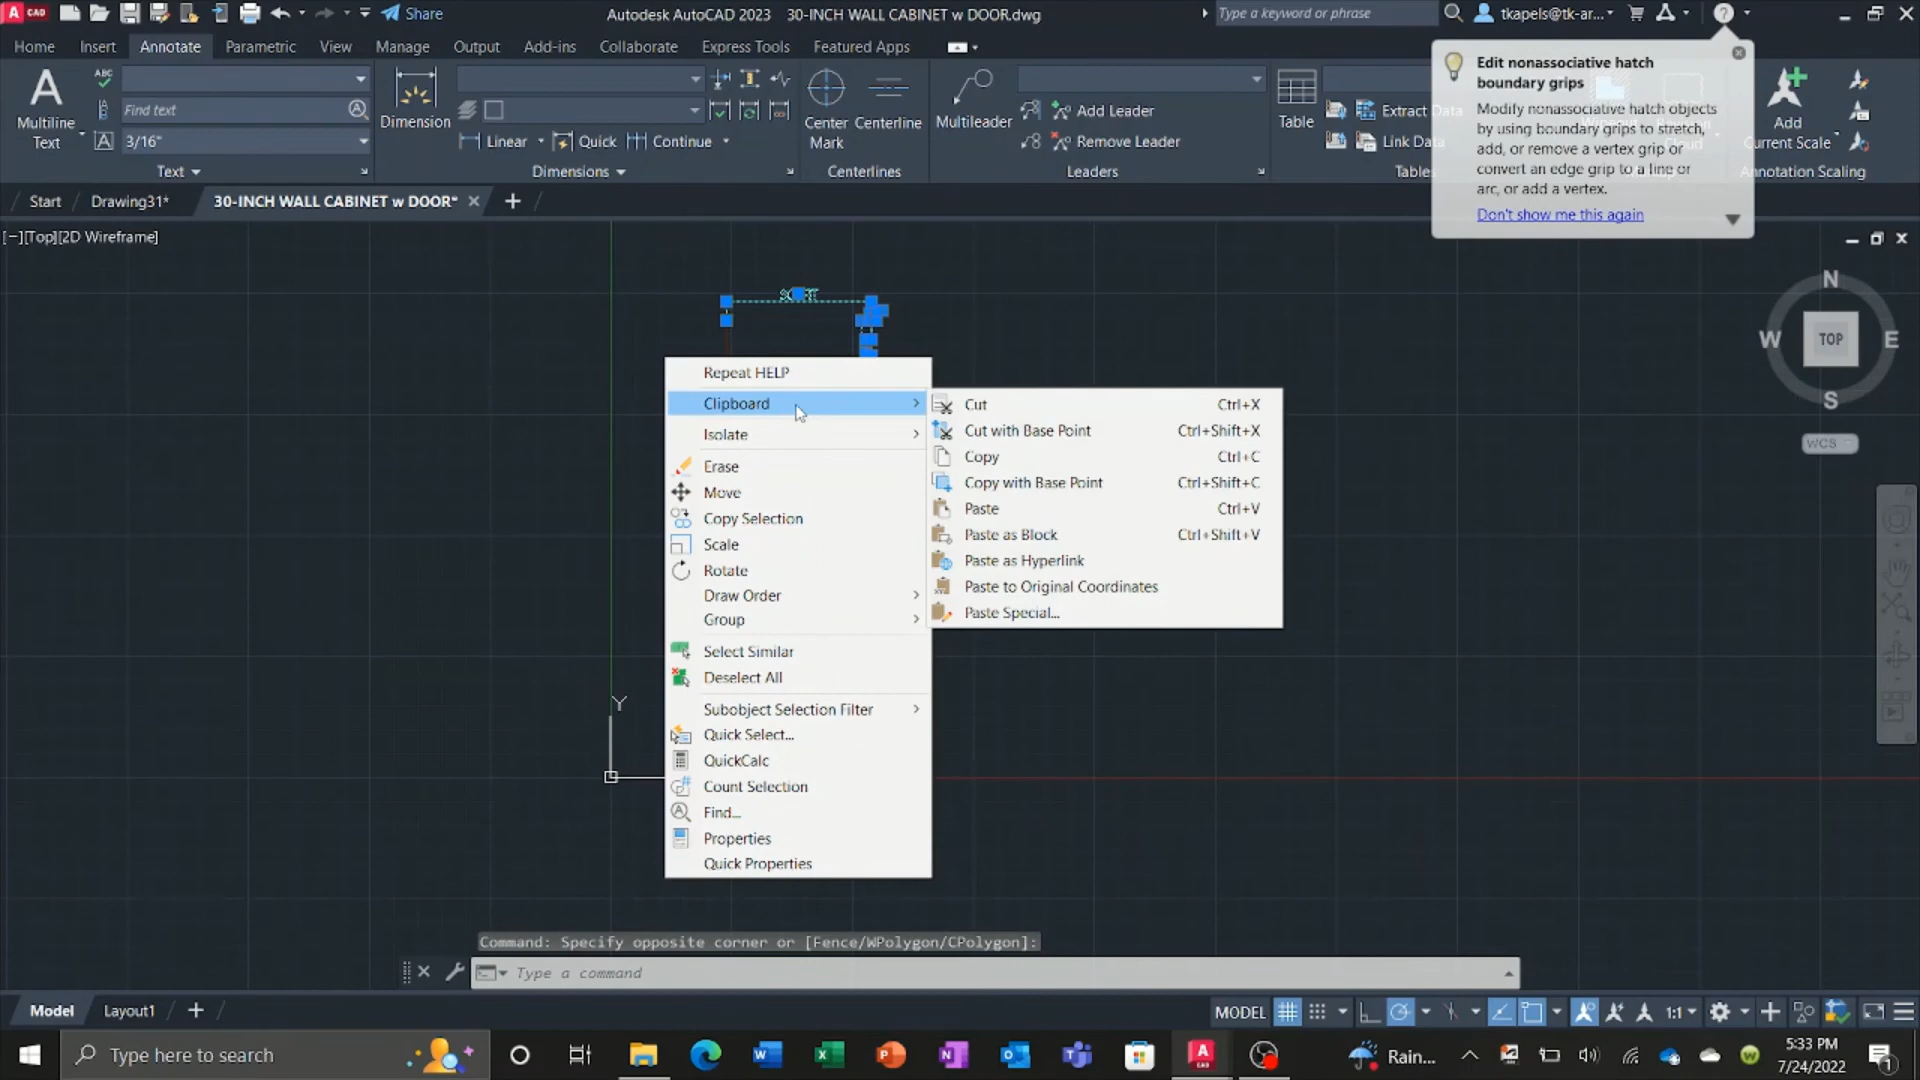 CAD
Share
Autodesk AutoCAD 2023 30-INCH WALL CABINET w DOOR.dwg
Type a keyword or phrase
tkapels@tk-ar...
Home Insert Annotate Parametric View Manage Output Add-ins Collaborate Express Tools Featured Apps
Multiline
Text
ABC
Find text
3/16"
Text
Dimension
Linear
Quick
Continue
Dimensions
Center
Mark
Centerline
Centerlines
Multileader
Add Leader
Remove Leader
Leaders
Table
Extract Data
Link Data
Tables
Add
Current Scale
Annotation Scaling
Edit nonassociative hatch
boundary grips
Modify nonassociative hatch objects
by using boundary grips to stretch,
add, or remove a vertex grip or
convert an edge grip to a line or
arc, or add a vertex.
Don't show me this again
Start Drawing31* 30-INCH WALL CABINET w DOOR*
[−][Top][2D Wireframe]
N
W TOP E
S
WCS
Repeat HELP
Clipboard
Isolate
Erase
Move
Copy Selection
Scale
Rotate
Draw Order
Group
Select Similar
Deselect All
Subobject Selection Filter
Quick Select...
QuickCalc
Count Selection
Find...
Properties
Quick Properties
Cut Ctrl+X
Cut with Base Point Ctrl+Shift+X
Copy Ctrl+C
Copy with Base Point Ctrl+Shift+C
Paste Ctrl+V
Paste as Block Ctrl+Shift+V
Paste as Hyperlink
Paste to Original Coordinates
Paste Special...
Y
Command: Specify opposite corner or [Fence/WPolygon/CPolygon]:
Type a command
Model Layout1
MODEL
1:1
Type here to search
Rain...
5:33 PM
7/24/2022
1